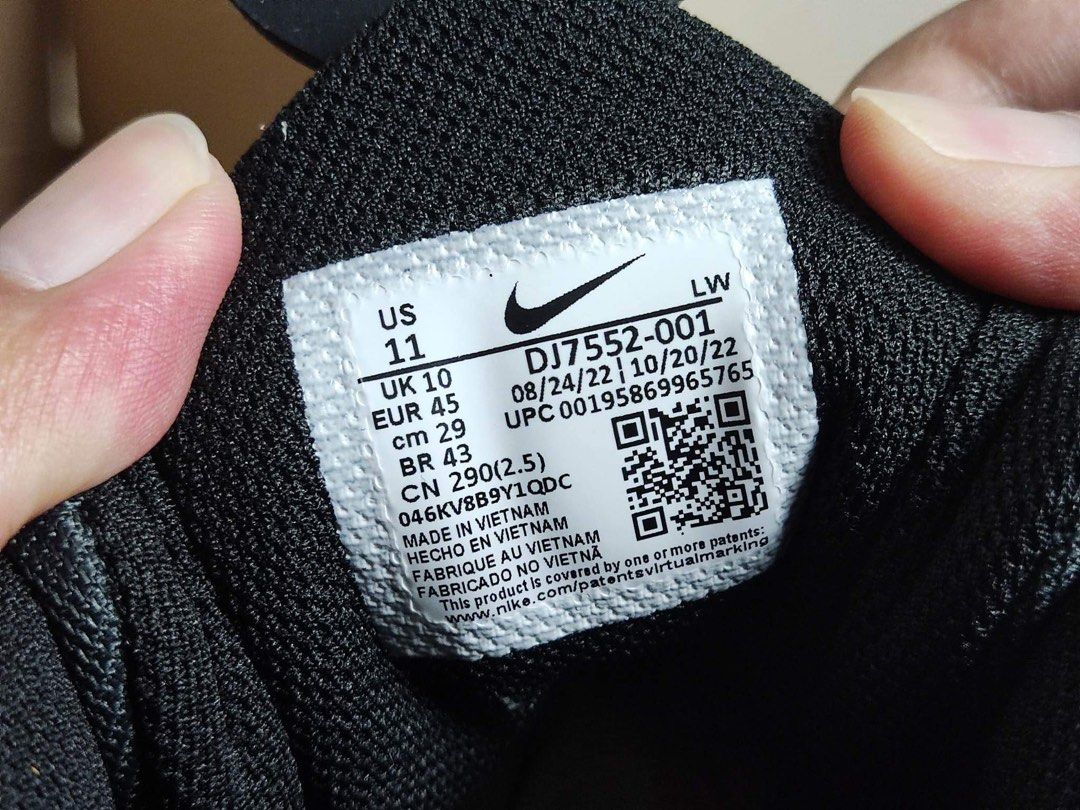 US
11
LW
DJ7552-001
08/24/22 | 10/20/22
UPC 00195869965765
UK 10
EUR 45
cm 29
BR 43
CN 290(2.5)
046KV8B9Y1QDC
MADE IN VIETNAM
HECHO EN VIETNAM
FABRIQUE AU VIETNAM
FABRICADO NO VIETNÃ
This product is covered by one or more patents:
www.nike.com/patentsvirtualmarking